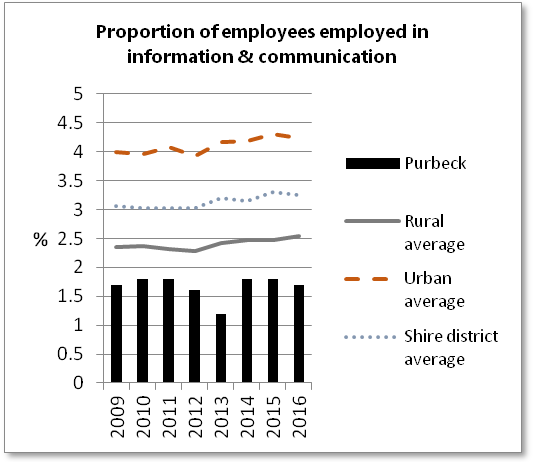 Proportion of employees employed in
information & communication
5
4.5
4
3.5
3
2.5
2
1.5
1
0.5
0
%
2009
2010
2011
2012
2013
2014
2015
2016
Purbeck
Rural
average
Urban
average
Shire district
average